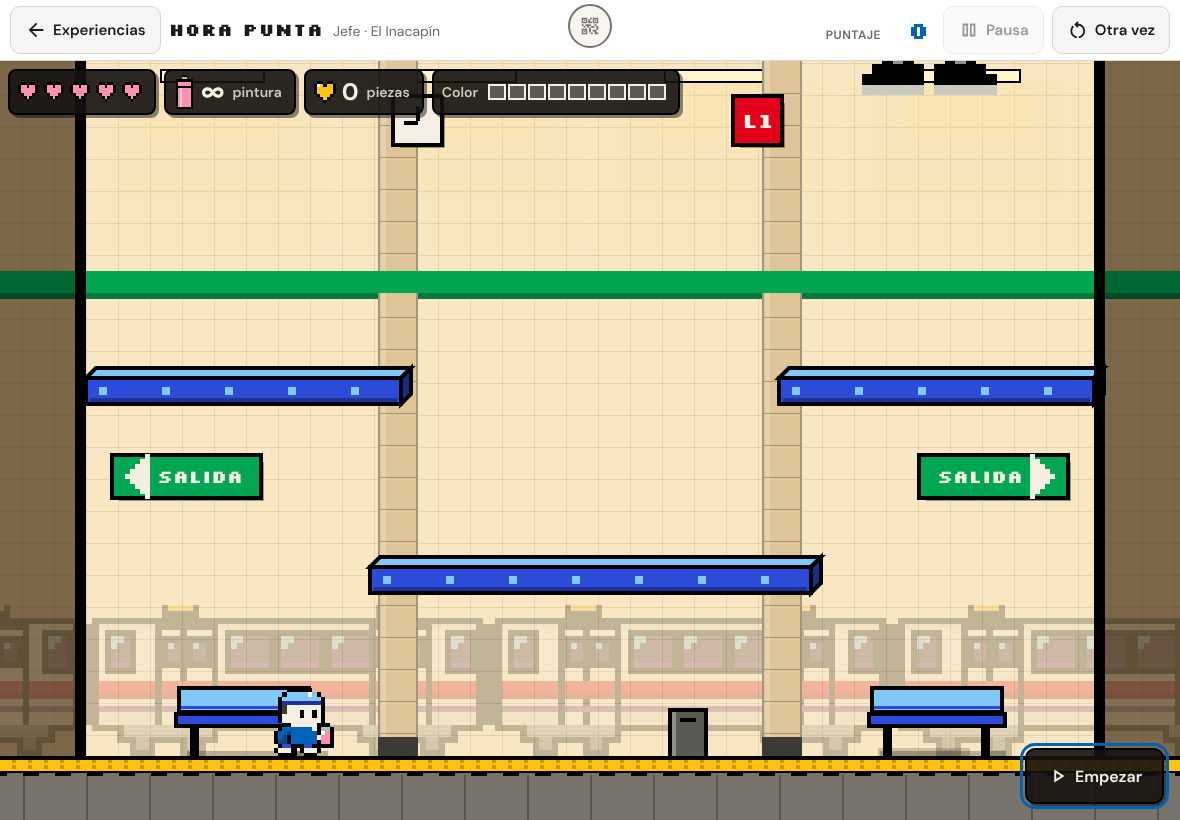 Experiencias
HORA PUNTA
Jefe · El Inacapín
PUNTAJE
0
Pausa
Otra vez
∞ pintura
0 piezas
Color
L1
SALIDA
SALIDA
Empezar